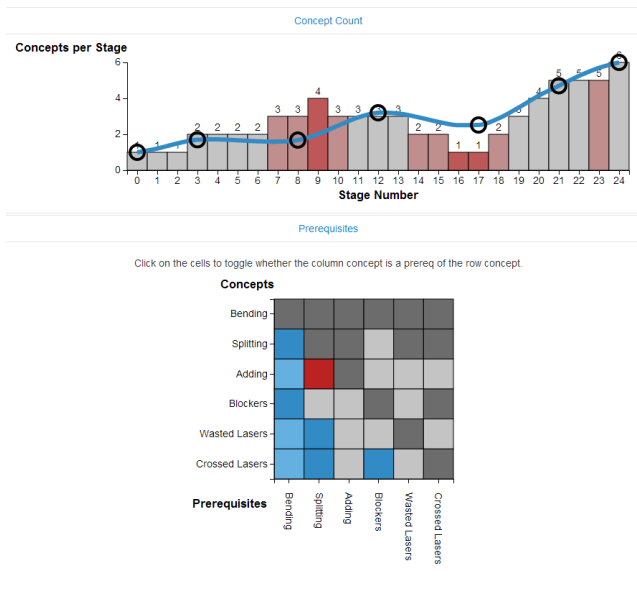 Concept Count
Concepts per Stage
6
4
2
0
1 1 1 2 2 2 2 3 3 4 3 3 3 3 2 2 1 1 2 3 4 5 5 5 6
0 1 2 3 4 5 6 7 8 9 10 11 12 13 14 15 16 17 18 19 20 21 22 23 24
Stage Number
Prerequisites
Click on the cells to toggle whether the column concept is a prereq of the row concept.
Concepts
Bending
Splitting
Adding
Blockers
Wasted Lasers
Crossed Lasers
Prerequisites
Bending
Splitting
Adding
Blockers
Wasted Lasers
Crossed Lasers